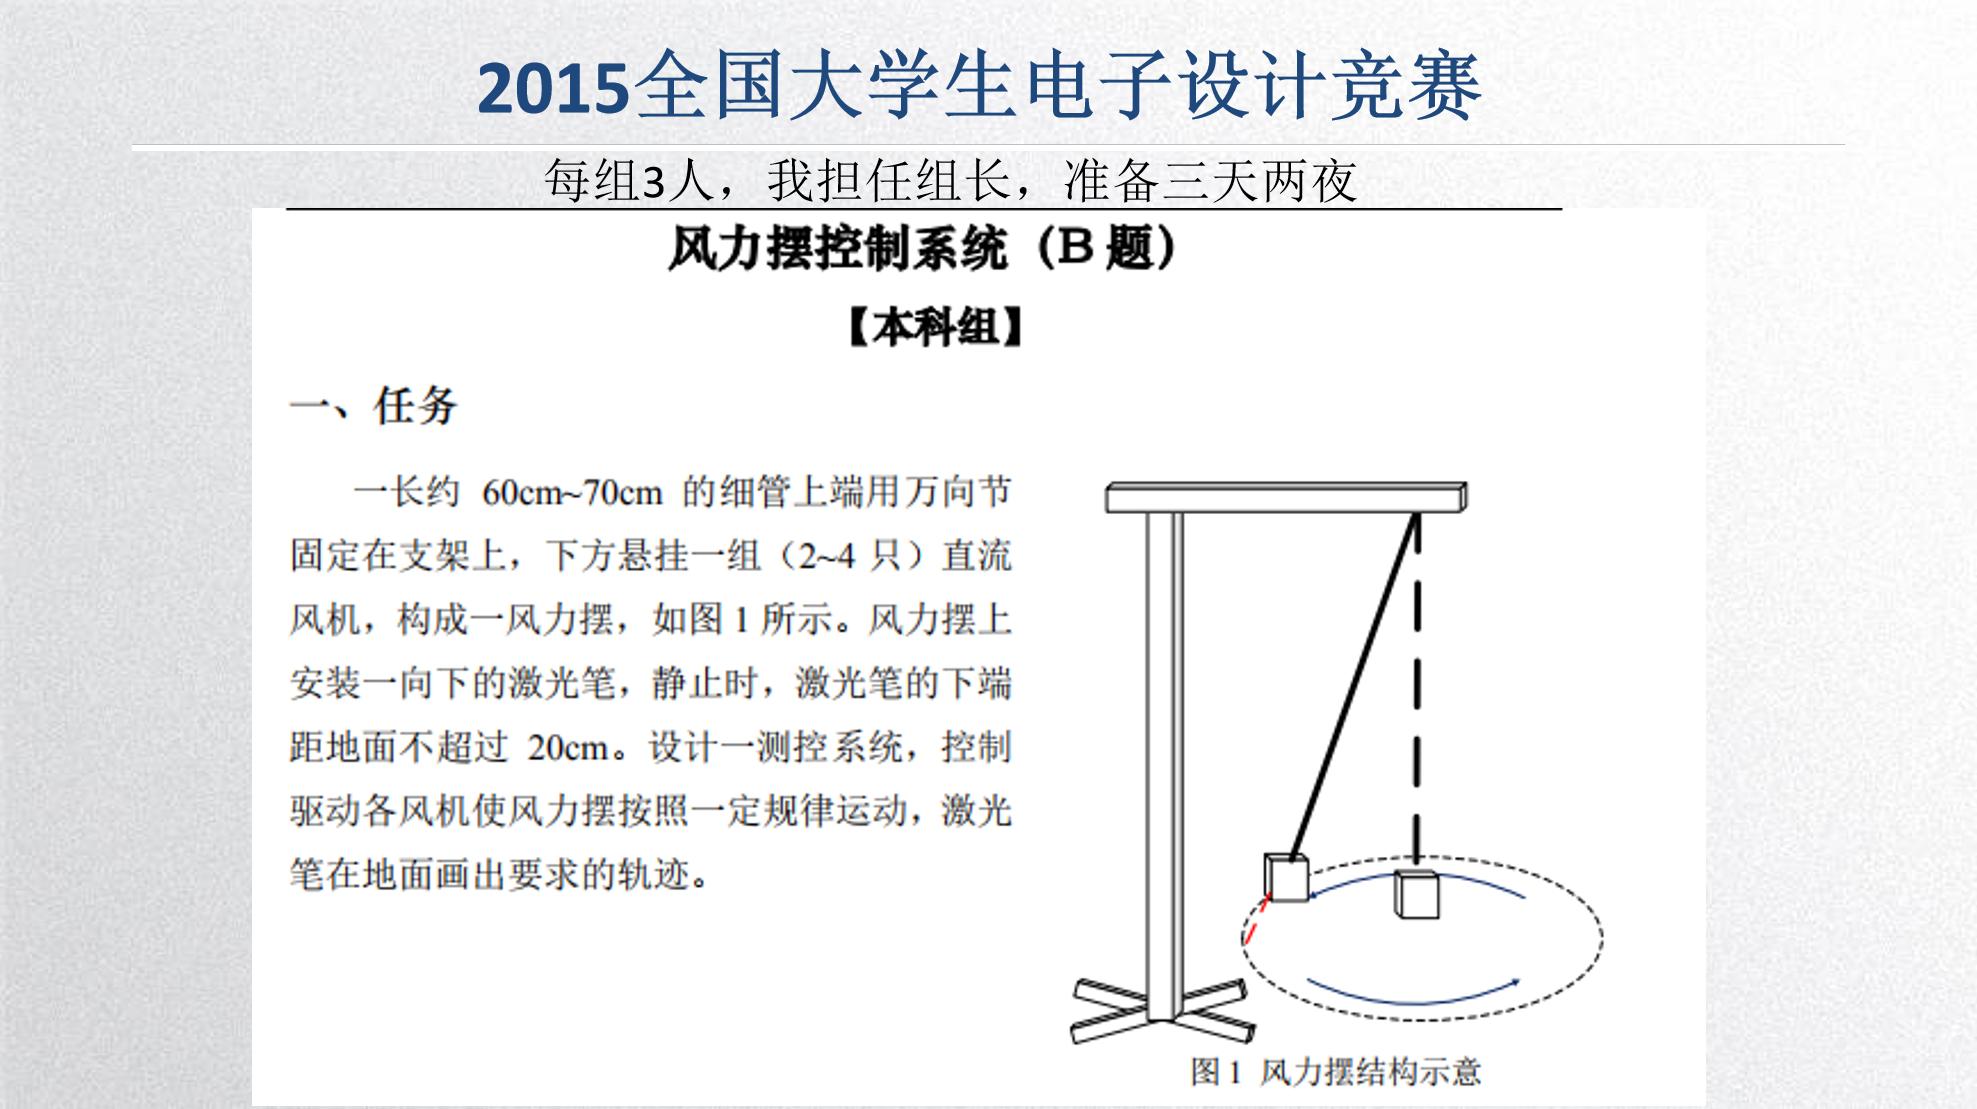 2015全国大学生电子设计竞赛
每组3人，我担任组长，准备三天两夜
风力摆控制系统（B 题）
【本科组】
一、任务
一长约 60cm~70cm 的细管上端用万向节
固定在支架上，下方悬挂一组（2~4 只）直流
风机，构成一风力摆，如图 1 所示。风力摆上
安装一向下的激光笔，静止时，激光笔的下端
距地面不超过 20cm。设计一测控系统，控制
驱动各风机使风力摆按照一定规律运动，激光
笔在地面画出要求的轨迹。
图 1 风力摆结构示意